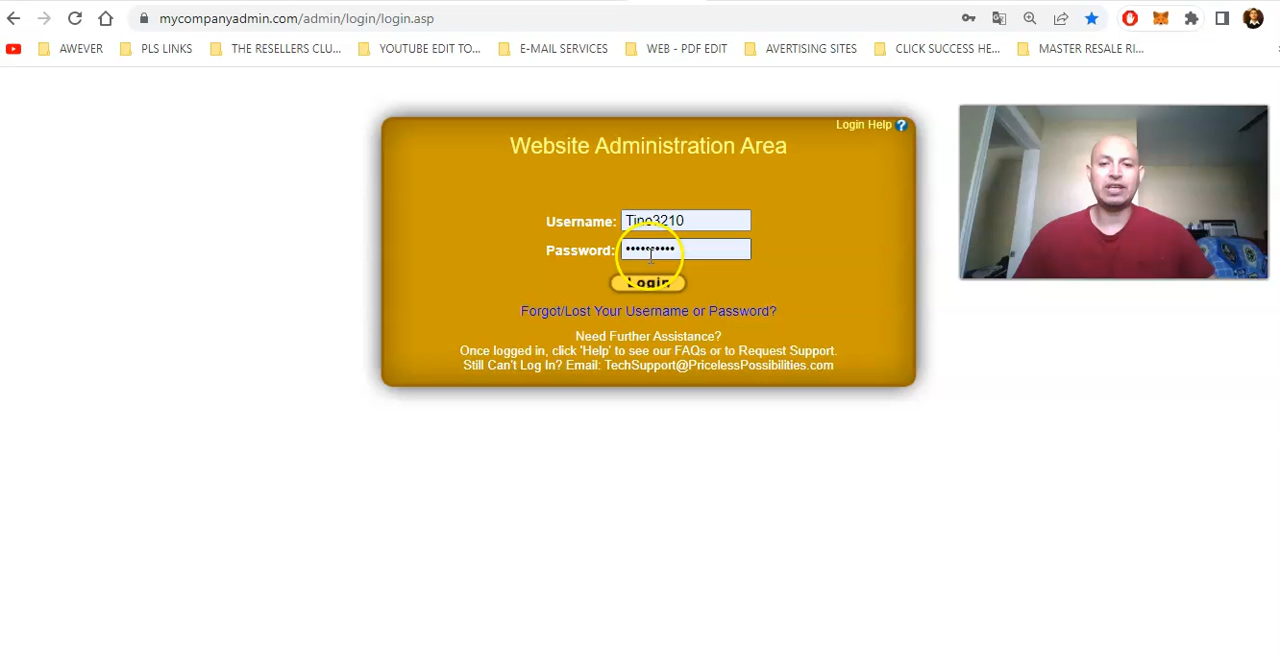 mycompanyadmin.com/admin/login/login.asp
AWEVER PLS LINKS THE RESELLERS CLU... YOUTUBE EDIT TO... E-MAIL SERVICES WEB - PDF EDIT AVERTISING SITES CLICK SUCCESS HE... MASTER RESALE RI...
Login Help ?
Website Administration Area
Username: Tino3210
Password: ••••••••••
Login
Forgot/Lost Your Username or Password?
Need Further Assistance?
Once logged in, click 'Help' to see our FAQs or to Request Support.
Still Can't Log In? Email: TechSupport@PricelessPossibilities.com